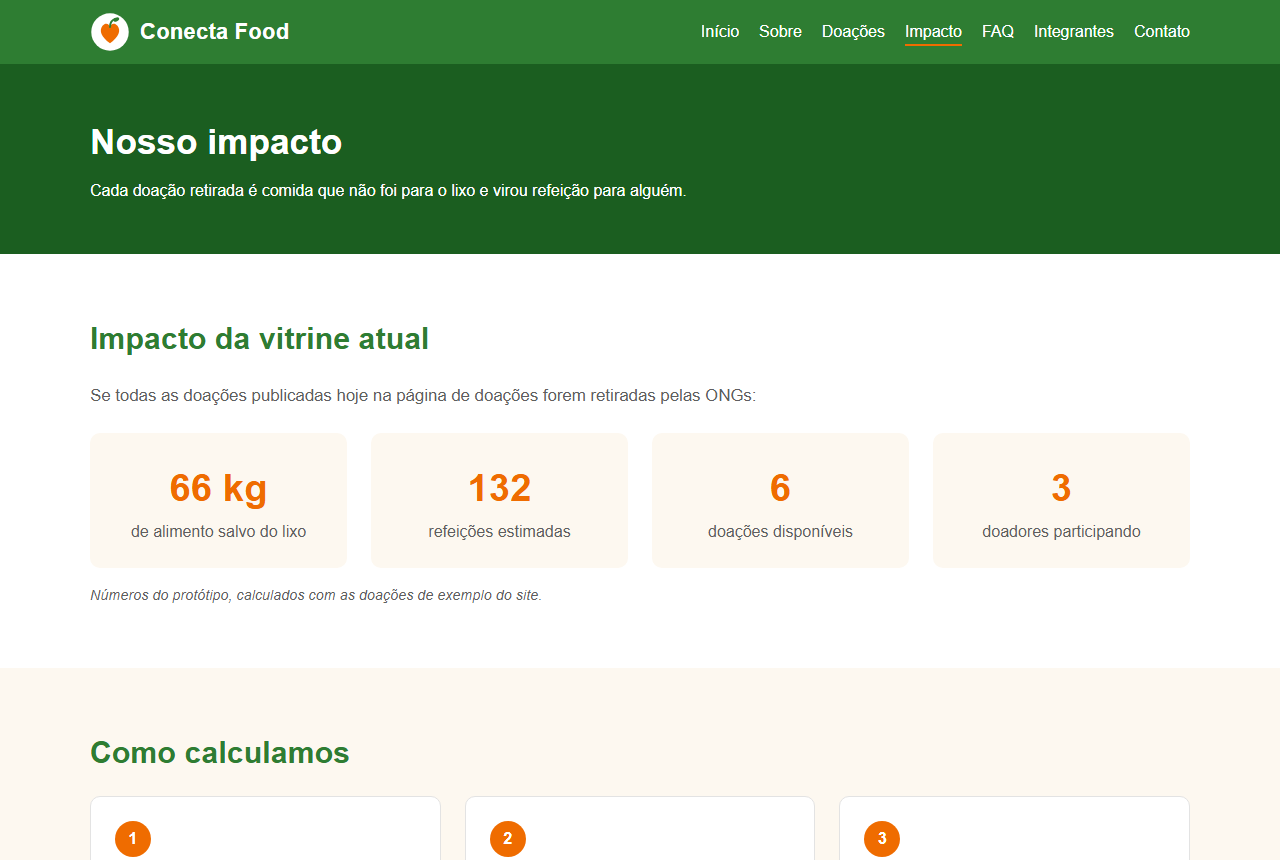 Conecta Food
Início Sobre Doações Impacto FAQ Integrantes Contato
Nosso impacto
Cada doação retirada é comida que não foi para o lixo e virou refeição para alguém.
Impacto da vitrine atual
Se todas as doações publicadas hoje na página de doações forem retiradas pelas ONGs:
66 kg
de alimento salvo do lixo
132
refeições estimadas
6
doações disponíveis
3
doadores participando
Números do protótipo, calculados com as doações de exemplo do site.
Como calculamos
1
2
3